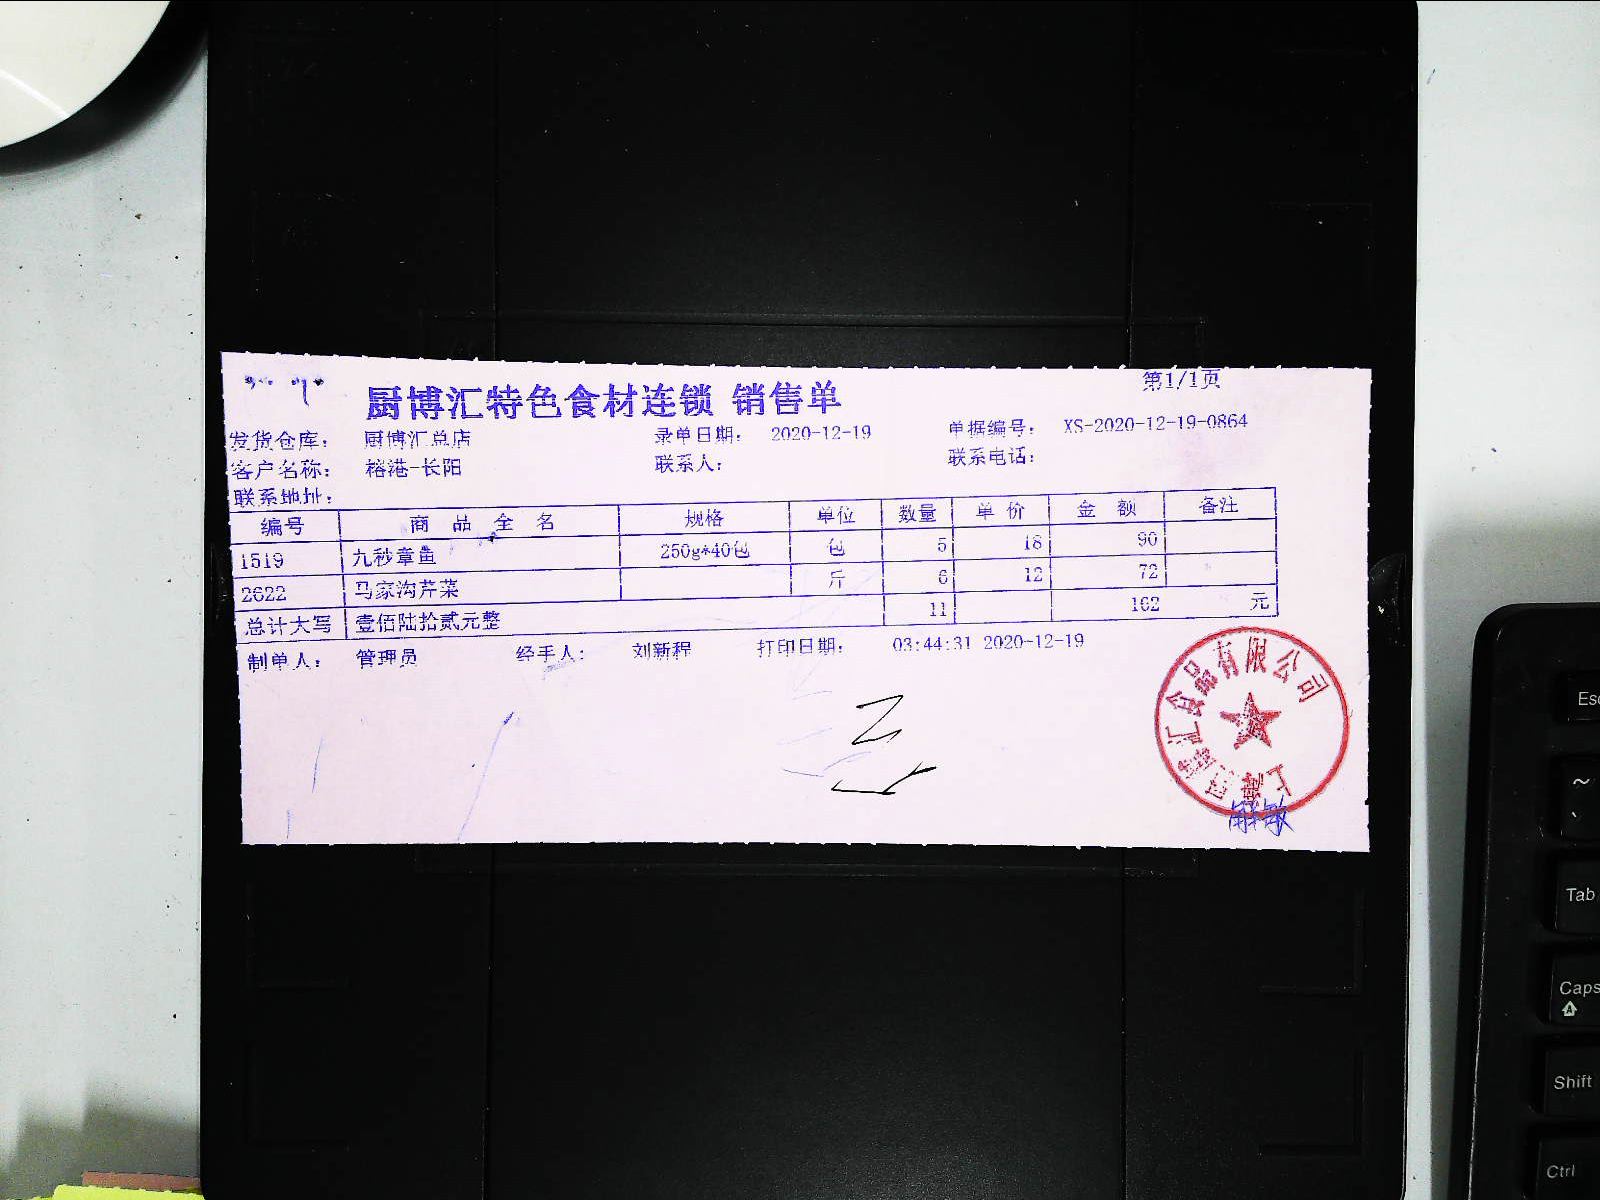 第1/1页
厨博汇特色食材连锁 销售单
发货仓库： 厨博汇总店 录单日期： 2020-12-19 单据编号： XS-2020-12-19-0864
客户名称： 榕港-长阳 联系人： 联系电话：
联系地址：
编号 商 品 全 名 规格 单位 数量 单 价 金 额 备注
1519 九秒章鱼 250g*40包 包 5 18 90
2622 马家沟芹菜 斤 6 12 72
总计大写 壹佰陆拾贰元整 11 162 元
制单人： 管理员 经手人： 刘新程 打印日期： 03:44:31 2020-12-19
汇食品有限公司
Esc
~
Tab
Caps
A
Shift
Ctrl